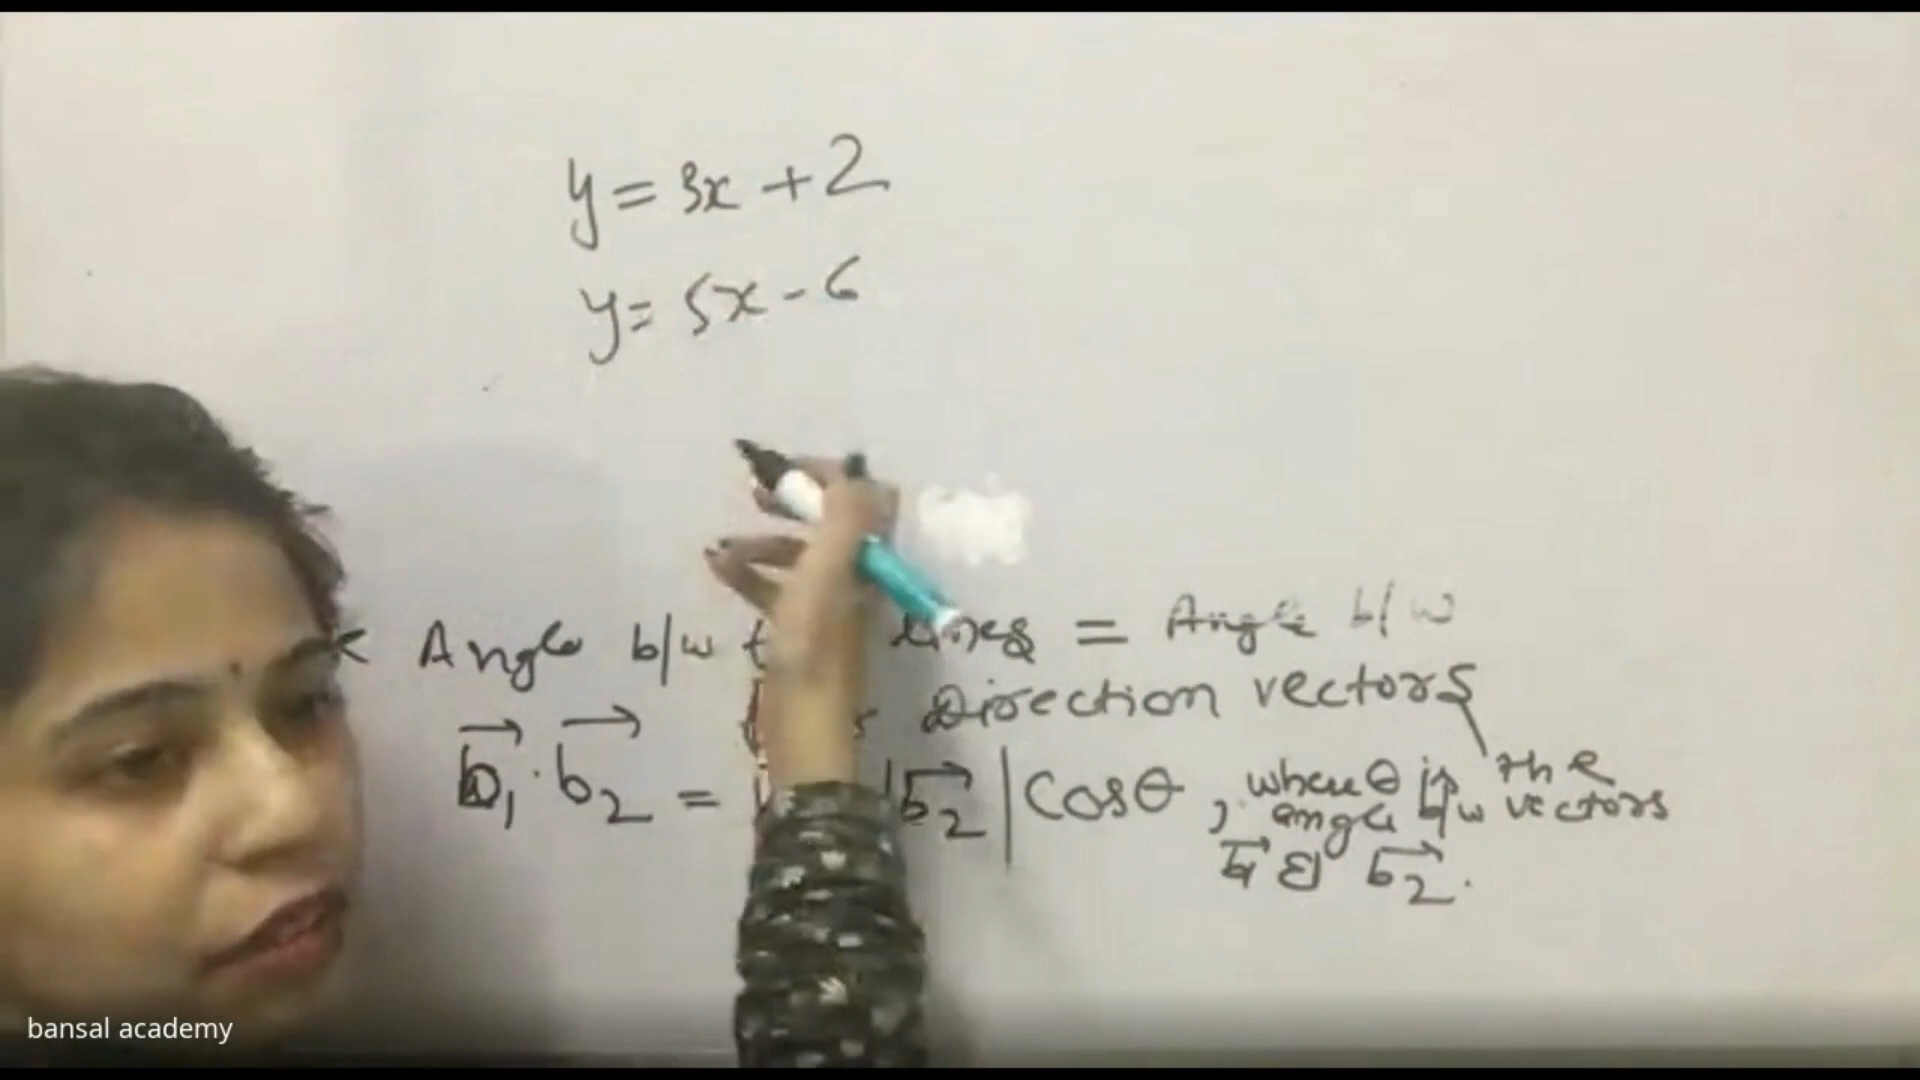 y = 3x + 2
y = 5x - 6
Angle b/w lines = Angle b/w
Direction vectors
b₁→ · b₂→ = |b₂→| Cosθ , where θ is the
angle b/w vectors
b₁→ & b₂→.
bansal academy